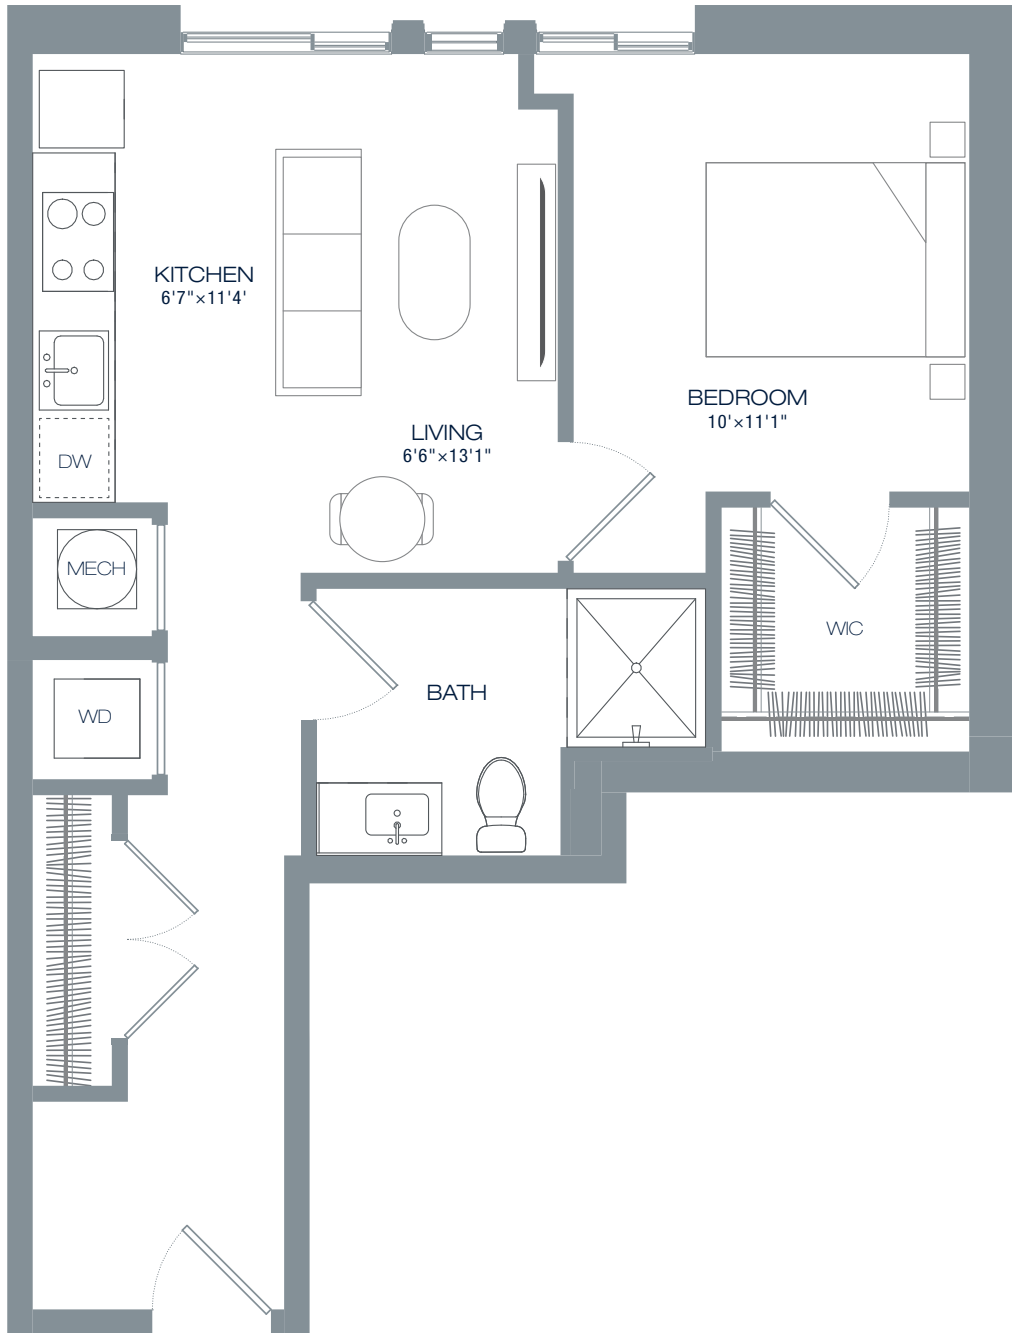 KITCHEN
6'7"×11'4'
LIVING
6'6"×13'1"
BEDROOM
10'×11'1"
DW
MECH
WD
BATH
WIC